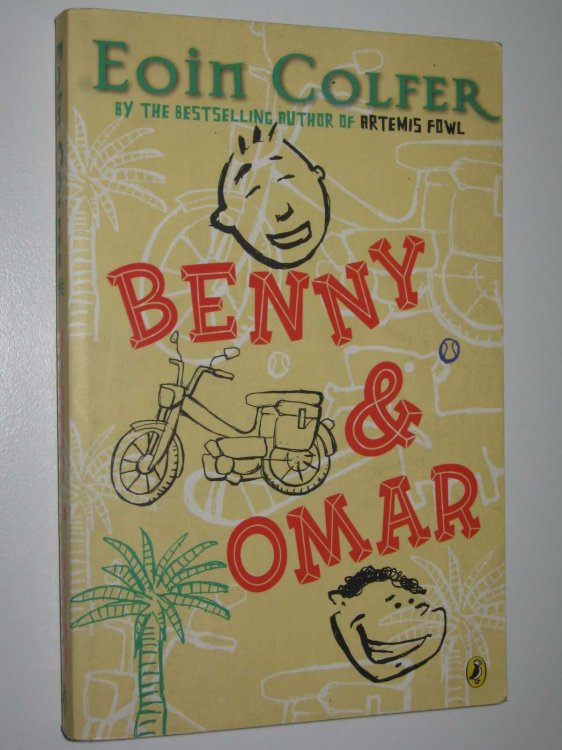 EOIN COLFER
BY THE BESTSELLING AUTHOR OF ARTEMIS FOWL
BENNY
&
OMAR